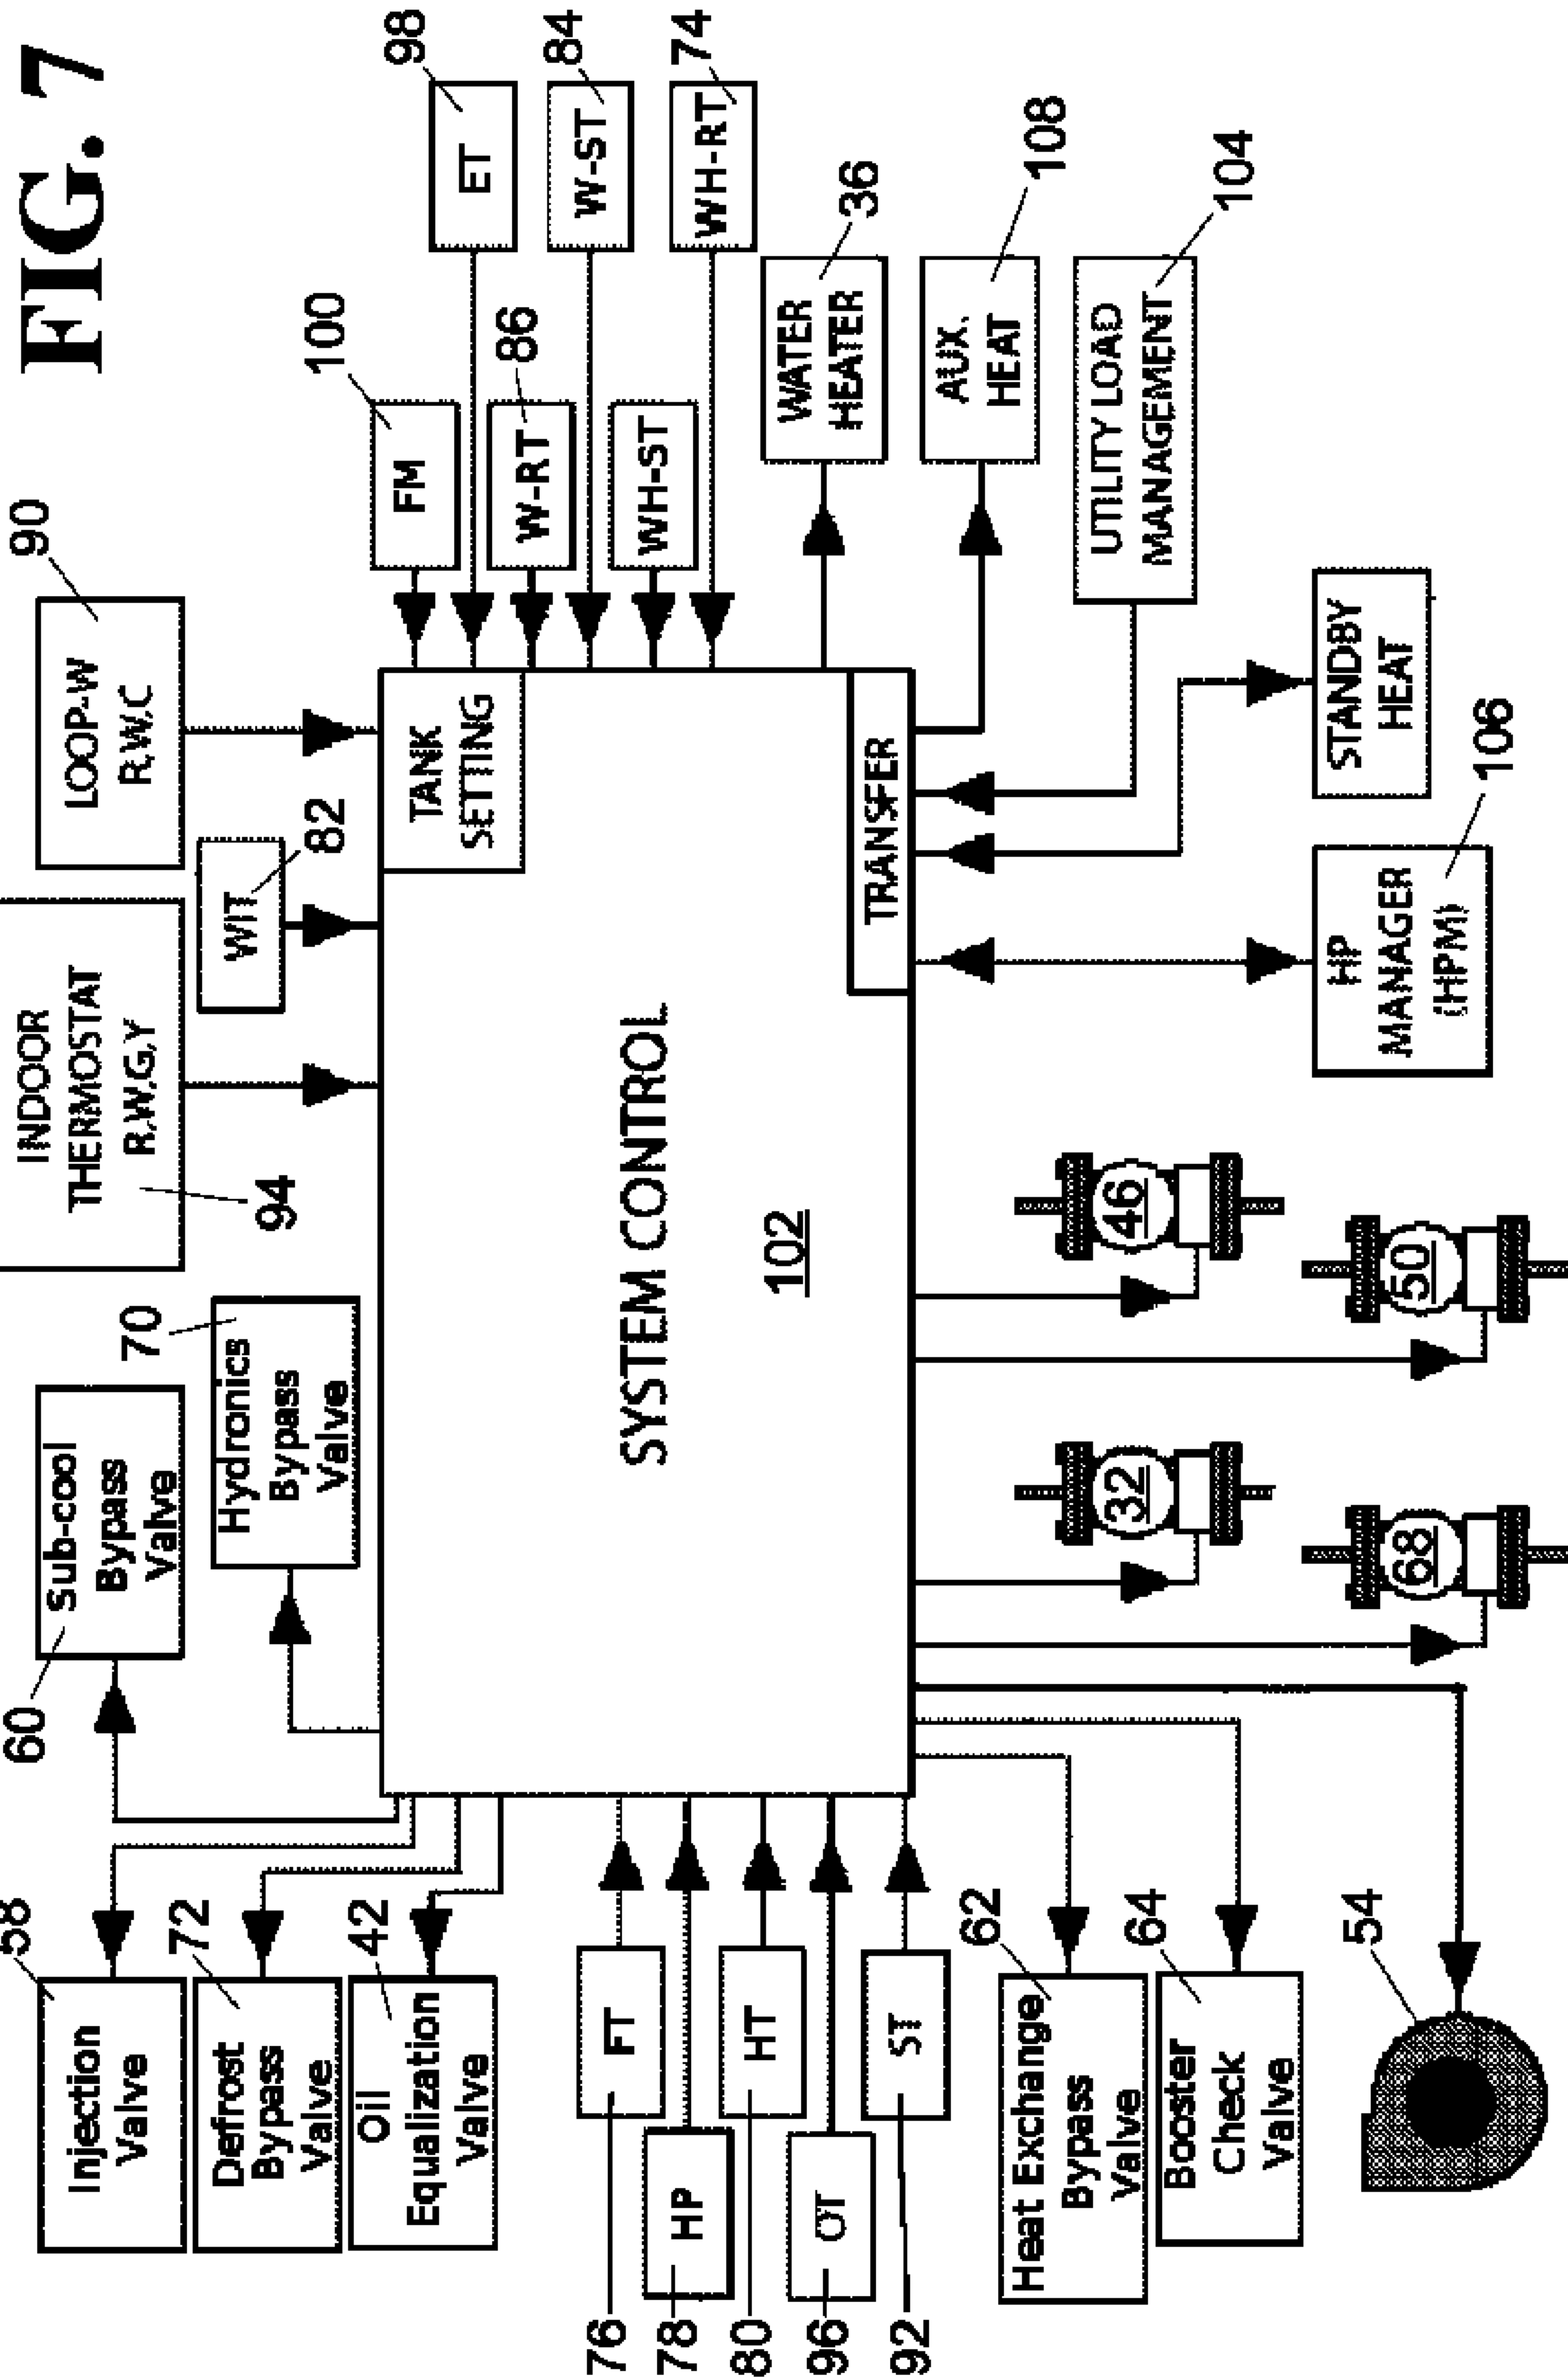 FIG. 7
58
Injection
Valve
72
Defrost
Bypass
Valve
42
Oil
Equalization
Valve
60
Sub-cool
Bypass
Valve
70
Hydronics
Bypass
Valve
INDOOR
THERMOSTAT
R,W,G,Y
94
WIT
82
LOOP-W
R,W,C
90
TANK
SETTING
FM
100
ET
98
W-RT
86
W-ST
84
WH-ST
WH-RT
74
76
FT
78
HP
80
HT
96
OT
92
ST
SYSTEM CONTROL
102
TRANSFER
WATER
HEATER
36
AUX.
HEAT
108
UTILITY LOAD
MANAGEMENT
104
STANDBY
HEAT
HP
MANAGER
(HPM)
106
Heat Exchange
Bypass
Valve
62
Booster
Check
Valve
64
54
32
46
68
50